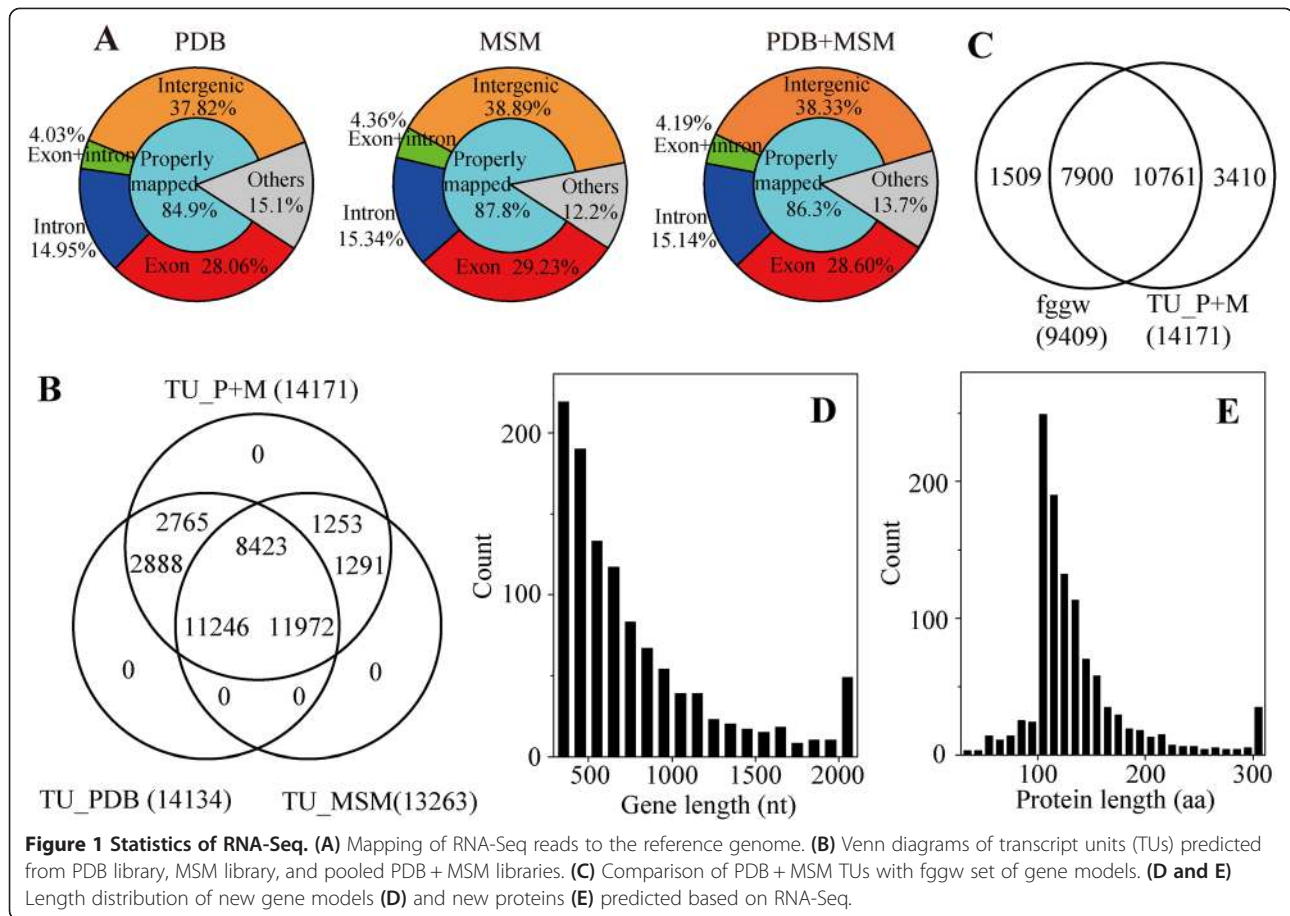 A
PDB
MSM
PDB+MSM
C
Intergenic
37.82%
4.03%
Exon+intron
Properly
mapped
84.9%
Others
15.1%
Intron
14.95%
Exon 28.06%
Intergenic
38.89%
4.36%
Exon+intron
Properly
mapped
87.8%
Others
12.2%
Intron
15.34%
Exon 29.23%
Intergenic
38.33%
4.19%
Exon+intron
Properly
mapped
86.3%
Others
13.7%
Intron
15.14%
Exon 28.60%
1509 7900 10761 3410
fggw
(9409)
TU_P+M
(14171)
B
TU_P+M (14171)
0
2765
8423
1253
2888
1291
11246 11972
0
0 0
0
TU_PDB (14134)
TU_MSM(13263)
D
Count
200
100
0
500 1000 1500 2000
Gene length (nt)
E
Count
200
100
0
100 200 300
Protein length (aa)
Figure 1 Statistics of RNA-Seq. (A) Mapping of RNA-Seq reads to the reference genome. (B) Venn diagrams of transcript units (TUs) predicted
from PDB library, MSM library, and pooled PDB + MSM libraries. (C) Comparison of PDB + MSM TUs with fggw set of gene models. (D and E)
Length distribution of new gene models (D) and new proteins (E) predicted based on RNA-Seq.